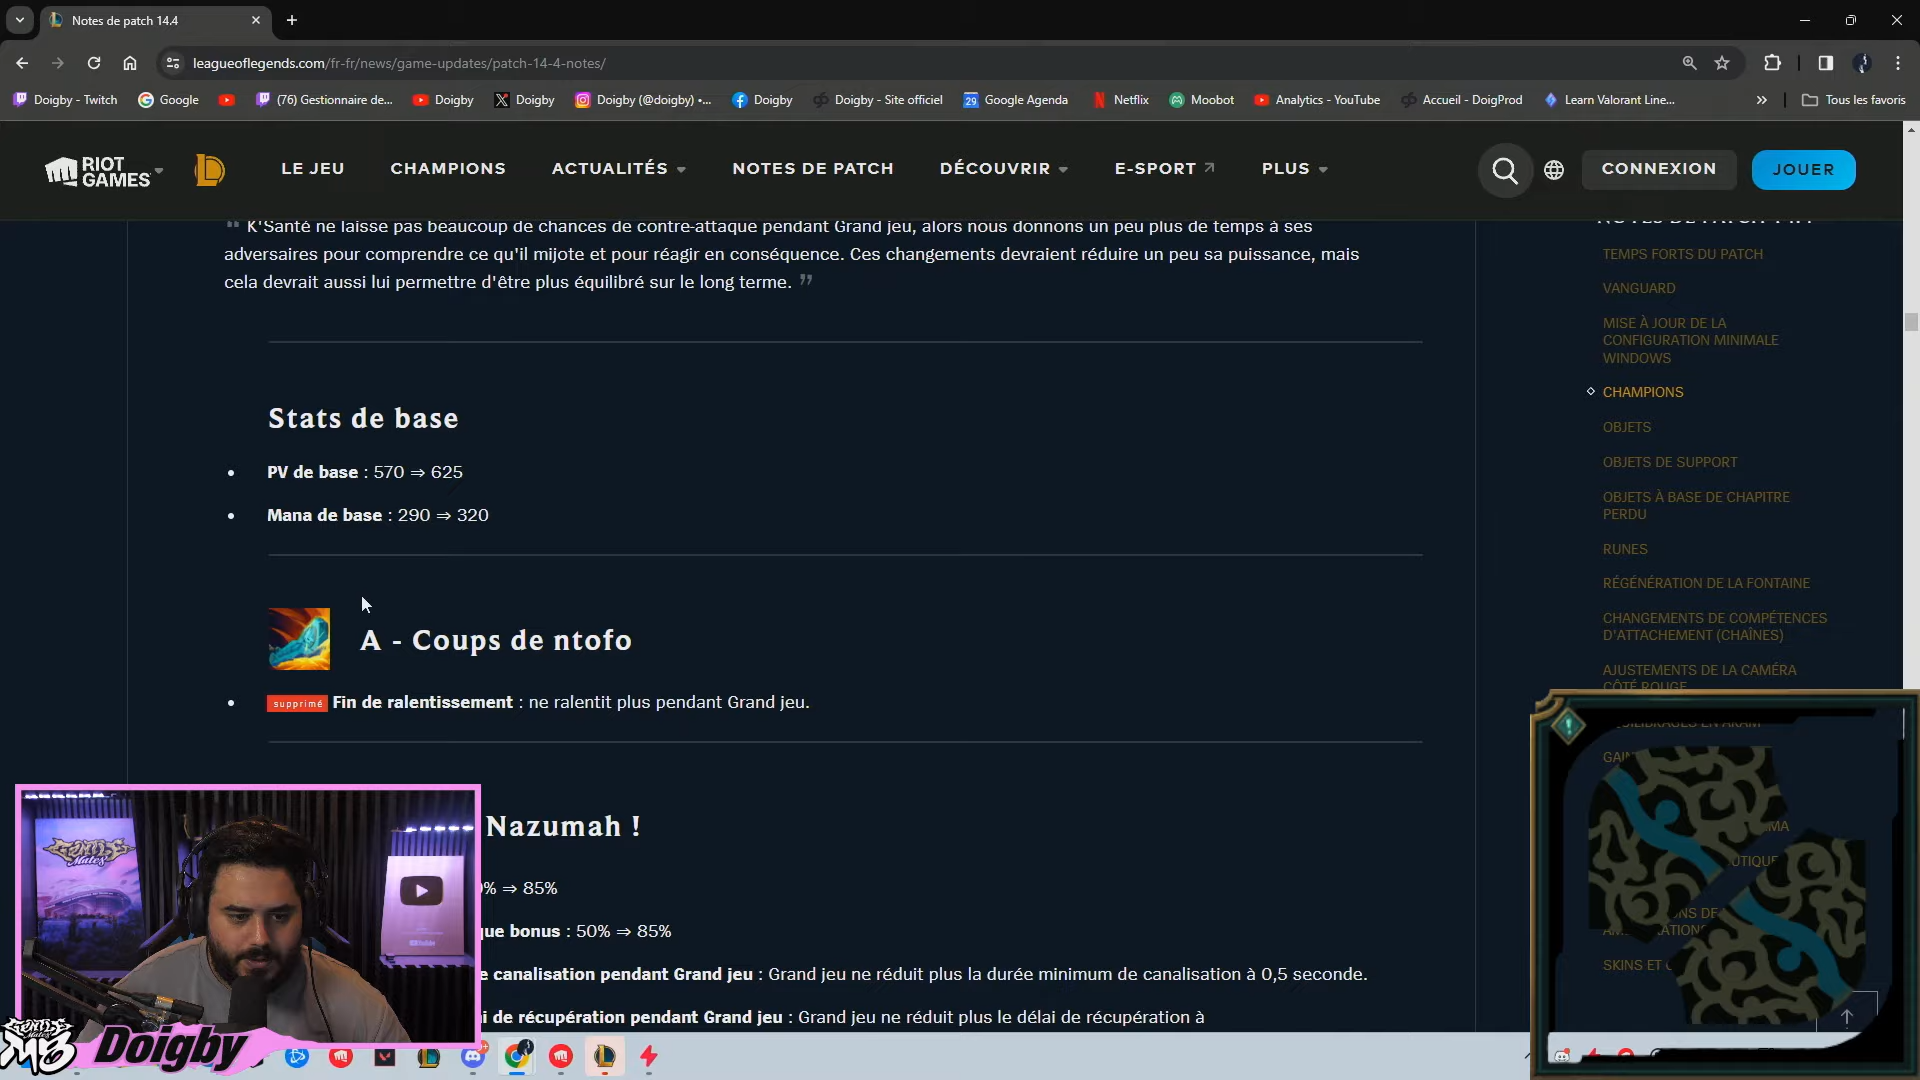 Notes de patch 14.4
leagueoflegends.com/fr-fr/news/game-updates/patch-14-4-notes/
Doigby - Twitch
Google
(76) Gestionnaire de...
Doigby
Doigby
Doigby (@doigby) •...
Doigby
Doigby - Site officiel
29
Google Agenda
Netflix
Moobot
Analytics - YouTube
Accueil - DoigProd
Learn Valorant Line...
Tous les favoris
RIOT
GAMES
LE JEU
CHAMPIONS
ACTUALITÉS
NOTES DE PATCH
DÉCOUVRIR
E-SPORT
PLUS
CONNEXION
JOUER
" K'Santé ne laisse pas beaucoup de chances de contre-attaque pendant Grand jeu, alors nous donnons un peu plus de temps à ses
adversaires pour comprendre ce qu'il mijote et pour réagir en conséquence. Ces changements devraient réduire un peu sa puissance, mais
cela devrait aussi lui permettre d'être plus équilibré sur le long terme. "
Stats de base
• PV de base : 570 ⇒ 625
• Mana de base : 290 ⇒ 320
A - Coups de ntofo
• supprimé Fin de ralentissement : ne ralentit plus pendant Grand jeu.
Nazumah !
% ⇒ 85%
que bonus : 50% ⇒ 85%
e canalisation pendant Grand jeu : Grand jeu ne réduit plus la durée minimum de canalisation à 0,5 seconde.
i de récupération pendant Grand jeu : Grand jeu ne réduit plus le délai de récupération à
TEMPS FORTS DU PATCH
VANGUARD
MISE À JOUR DE LA
CONFIGURATION MINIMALE
WINDOWS
CHAMPIONS
OBJETS
OBJETS DE SUPPORT
OBJETS À BASE DE CHAPITRE
PERDU
RUNES
RÉGÉNÉRATION DE LA FONTAINE
CHANGEMENTS DE COMPÉTENCES
D'ATTACHEMENT (CHAÎNES)
AJUSTEMENTS DE LA CAMÉRA
CÔTÉ ROUGE
SKINS ET
GENTLE
Mates
YouTube
GENTLE
M8
Doigby